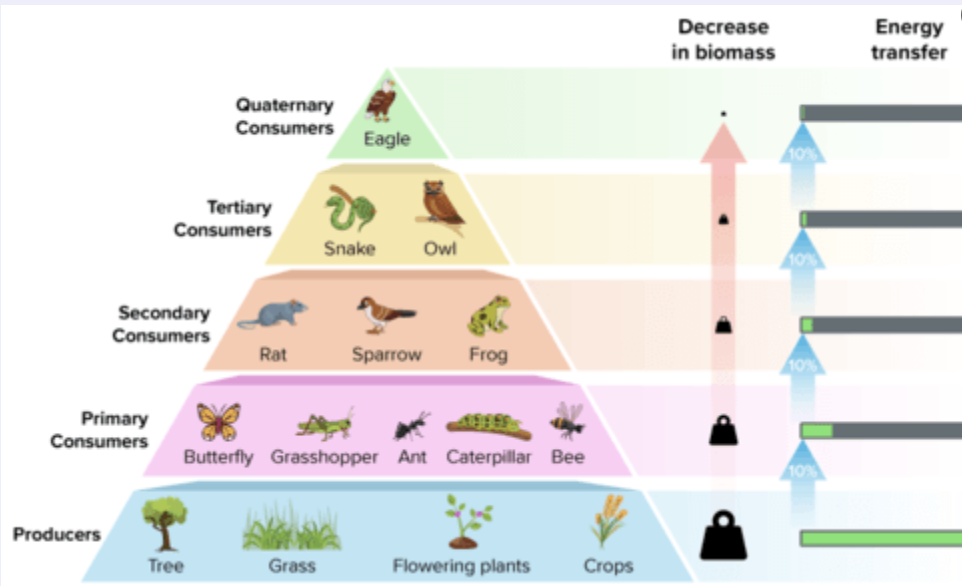 Decrease
in biomass
Energy
transfer
Quaternary
Consumers
Eagle
10%
Tertiary
Consumers
Snake Owl
10%
Secondary
Consumers
Rat Sparrow Frog
10%
Primary
Consumers
Butterfly Grasshopper Ant Caterpillar Bee
10%
Producers
Tree Grass Flowering plants Crops